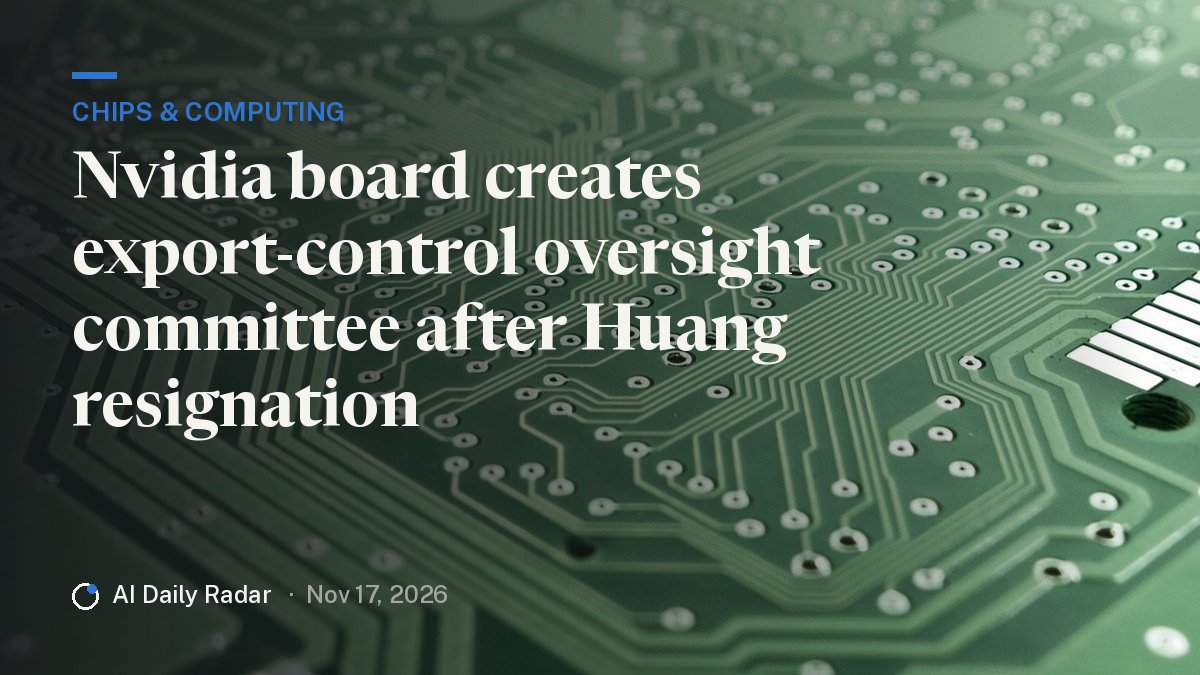 CHIPS & COMPUTING
Nvidia board creates
export-control oversight
committee after Huang
resignation
AI Daily Radar · Nov 17, 2026